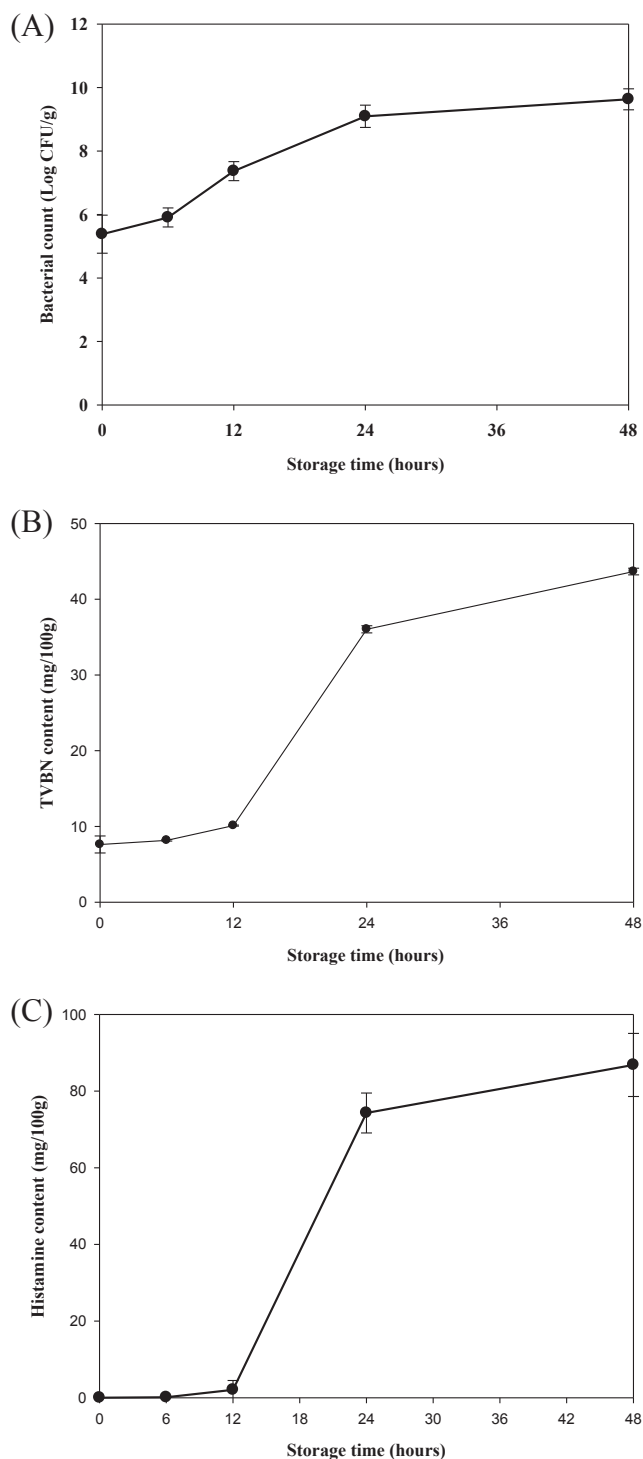 (A)
12
10
8
6
4
2
0
Bacterial count (Log CFU/g)
0 12 24 36 48
Storage time (hours)
(B)
50
40
30
20
10
0
TVBN content (mg/100g)
0 12 24 36 48
Storage time (hours)
(C)
100
80
60
40
20
0
Histamine content (mg/100g)
0 6 12 18 24 30 36 42 48
Storage time (hours)